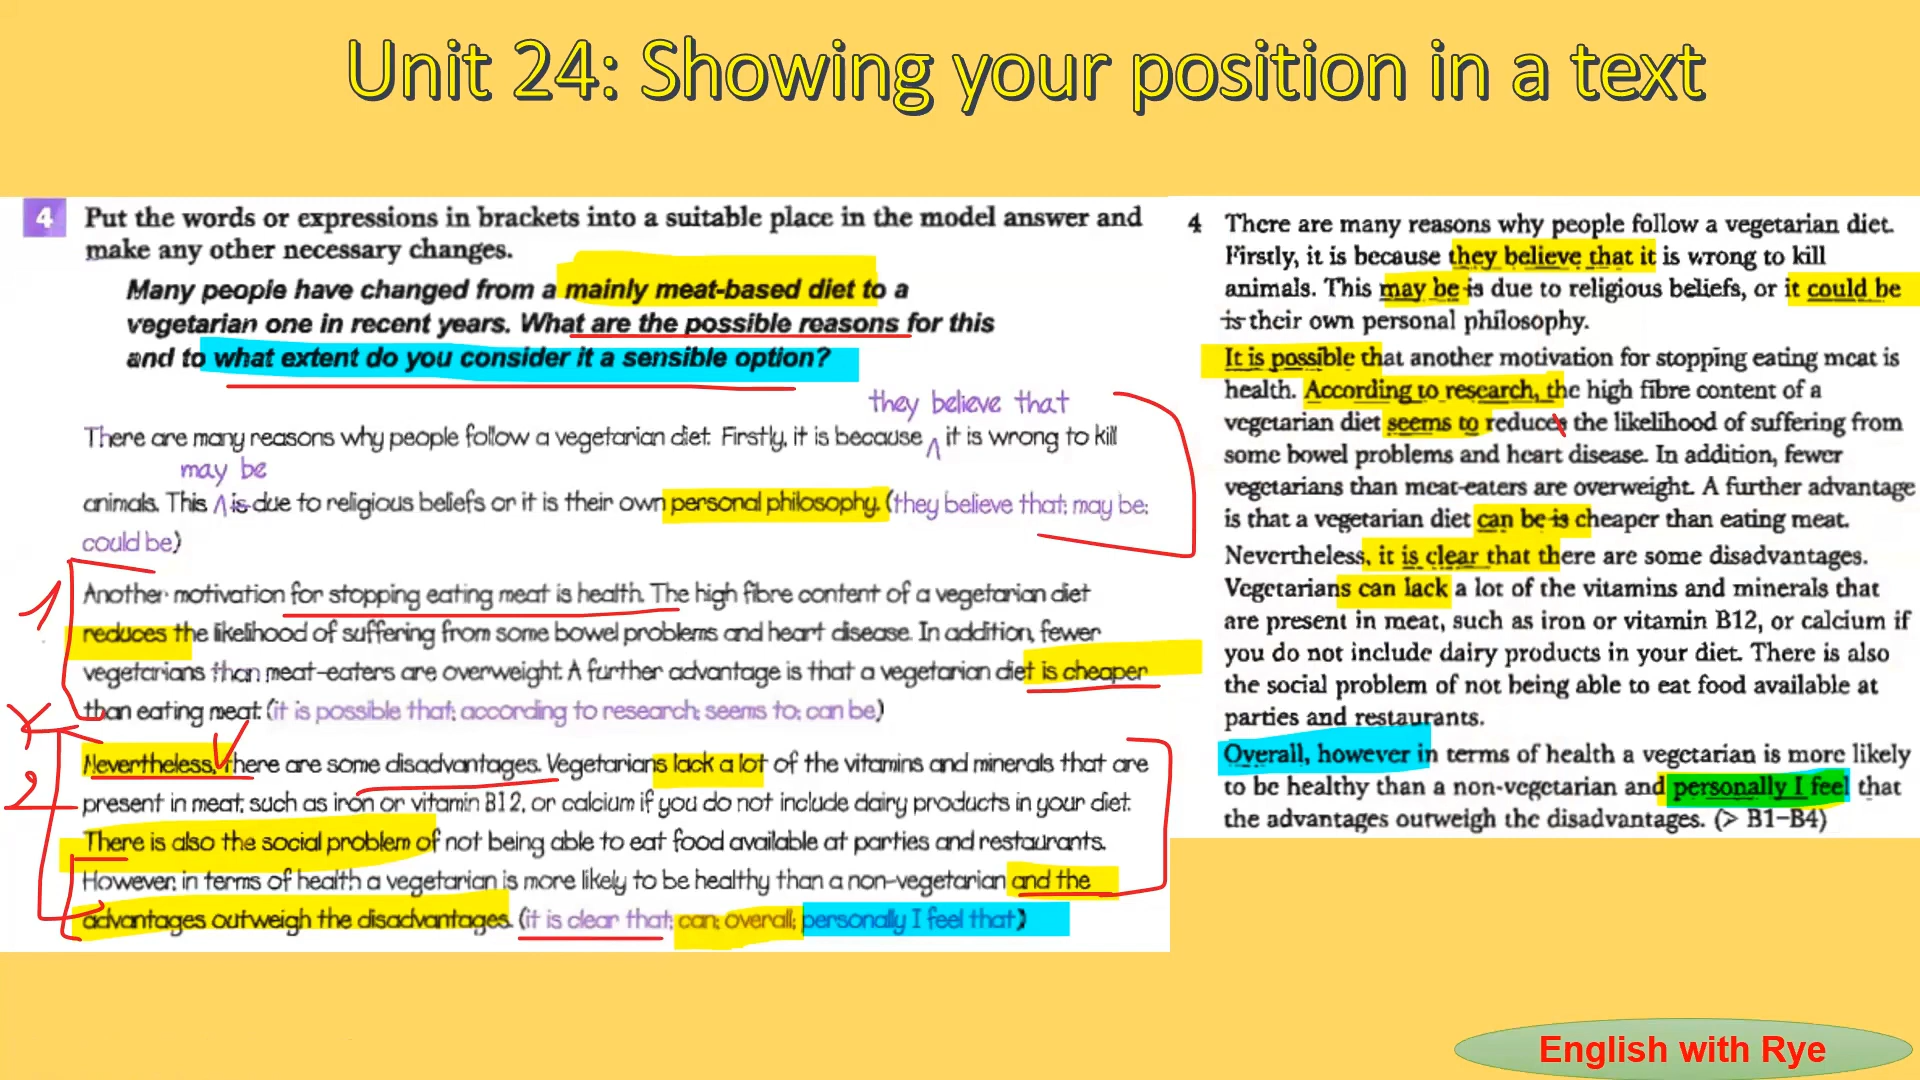 Unit 24: Showing your position in a text
4 Put the words or expressions in brackets into a suitable place in the model answer and
make any other necessary changes.
Many people have changed from a mainly meat-based diet to a
vegetarian one in recent years. What are the possible reasons for this
and to what extent do you consider it a sensible option?
they believe that
There are many reasons why people follow a vegetarian diet. Firstly, it is because ^ it is wrong to kill
may be
animals. This ^ is due to religious beliefs or it is their own personal philosophy. (they believe that; may be;
could be)
1
Another motivation for stopping eating meat is health. The high fibre content of a vegetarian diet
reduces the likelihood of suffering from some bowel problems and heart disease. In addition, fewer
vegetarians than meat-eaters are overweight. A further advantage is that a vegetarian diet is cheaper
than eating meat. (it is possible that; according to research; seems to; can be)
2
Nevertheless, there are some disadvantages. Vegetarians lack a lot of the vitamins and minerals that are
present in meat, such as iron or vitamin B12, or calcium if you do not include dairy products in your diet.
There is also the social problem of not being able to eat food available at parties and restaurants.
However, in terms of health a vegetarian is more likely to be healthy than a non-vegetarian and the
advantages outweigh the disadvantages. (it is clear that; can; overall; personally I feel that)
4 There are many reasons why people follow a vegetarian diet.
Firstly, it is because they believe that it is wrong to kill
animals. This may be is due to religious beliefs, or it could be
is their own personal philosophy.
It is possible that another motivation for stopping eating meat is
health. According to research, the high fibre content of a
vegetarian diet seems to reduces the likelihood of suffering from
some bowel problems and heart disease. In addition, fewer
vegetarians than meat-eaters are overweight. A further advantage
is that a vegetarian diet can be is cheaper than eating meat.
Nevertheless, it is clear that there are some disadvantages.
Vegetarians can lack a lot of the vitamins and minerals that
are present in meat, such as iron or vitamin B12, or calcium if
you do not include dairy products in your diet. There is also
the social problem of not being able to eat food available at
parties and restaurants.
Overall, however in terms of health a vegetarian is more likely
to be healthy than a non-vegetarian and personally I feel that
the advantages outweigh the disadvantages. (> B1–B4)
English with Rye